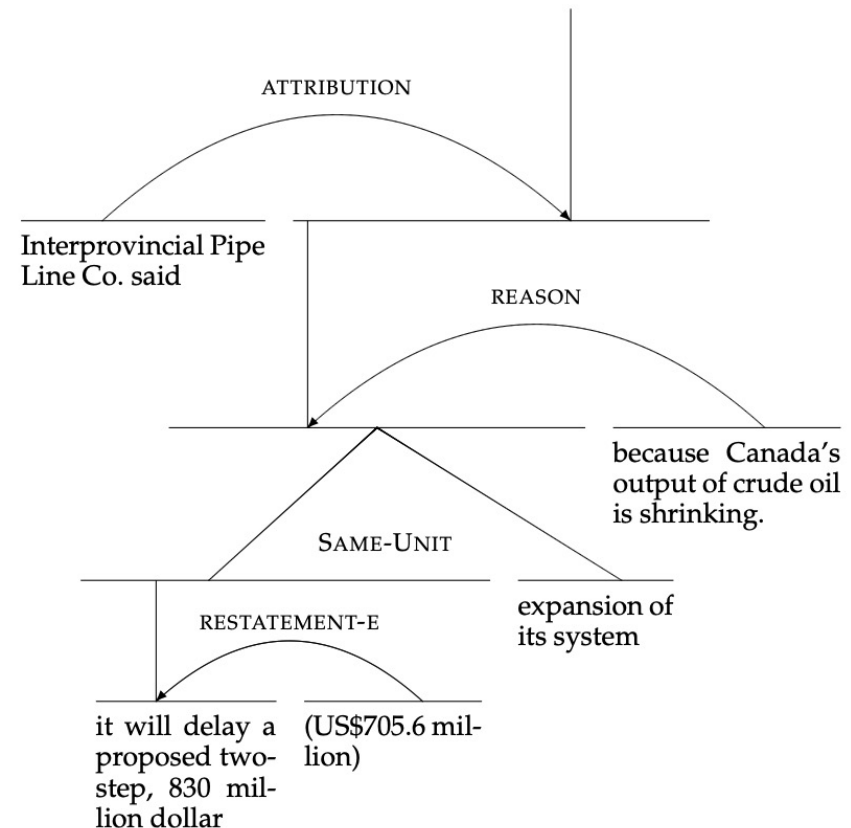 ATTRIBUTION
Interprovincial Pipe
Line Co. said
REASON
because Canada's
output of crude oil
is shrinking.
SAME-UNIT
expansion of
its system
RESTATEMENT-E
it will delay a
proposed two-
step, 830 mil-
lion dollar
(US$705.6 mil-
lion)